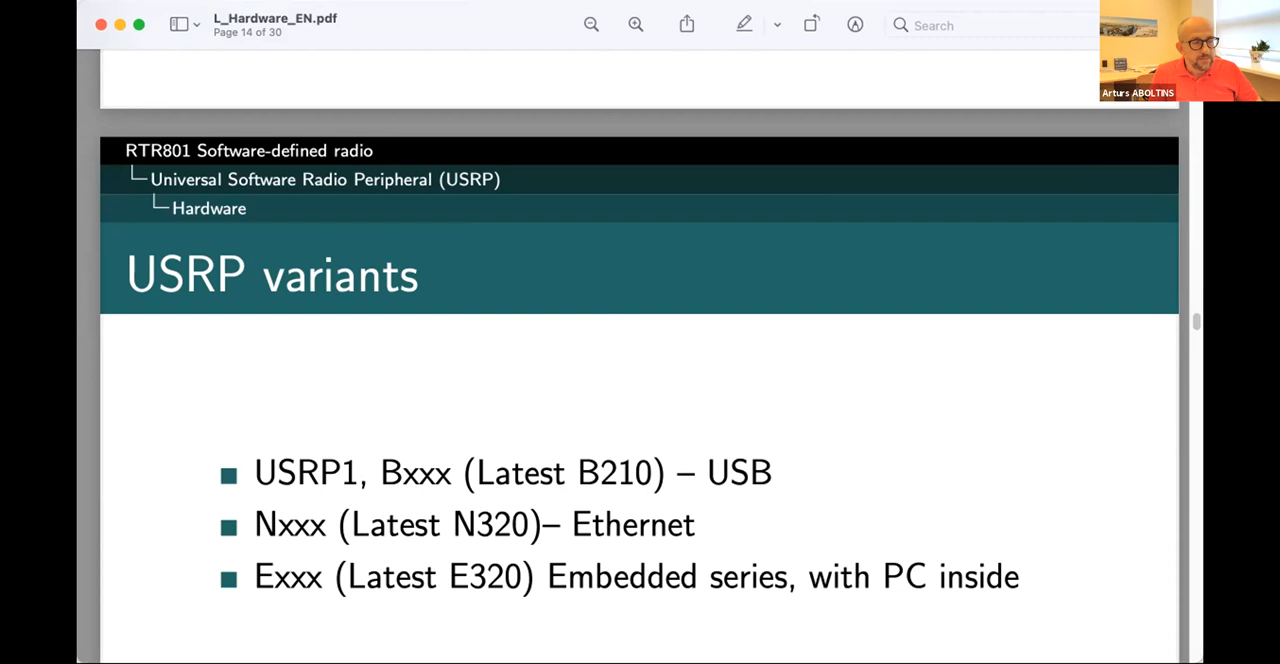 L_Hardware_EN.pdf
Page 14 of 30
Search
Arturs ABOLTINS
RTR801 Software-defined radio
Universal Software Radio Peripheral (USRP)
Hardware
USRP variants
USRP1, Bxxx (Latest B210) – USB
Nxxx (Latest N320)– Ethernet
Exxx (Latest E320) Embedded series, with PC inside